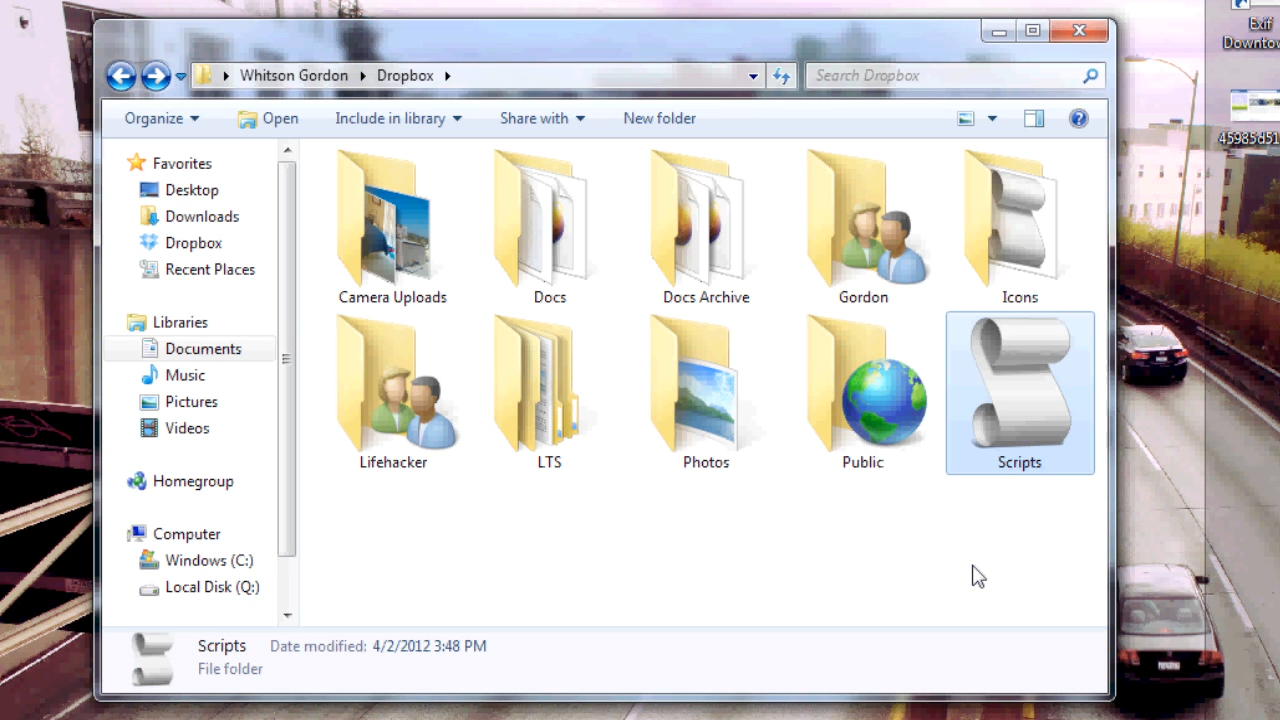 Exif
Downtow
45985d51
Whitson Gordon Dropbox
Search Dropbox
Organize Open Include in library Share with New folder
Favorites
Desktop
Downloads
Dropbox
Recent Places
Libraries
Documents
Music
Pictures
Videos
Homegroup
Computer
Windows (C:)
Local Disk (Q:)
Camera Uploads Docs Docs Archive Gordon Icons
Lifehacker LTS Photos Public Scripts
Scripts Date modified: 4/2/2012 3:48 PM
File folder